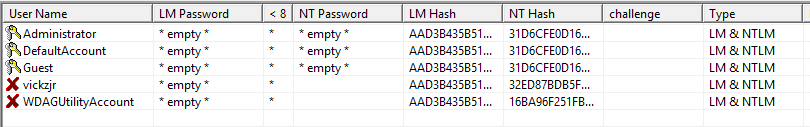 User Name LM Password < 8 NT Password LM Hash NT Hash challenge Type
Administrator * empty * * * empty * AAD3B435B51... 31D6CFE0D16... LM & NTLM
DefaultAccount * empty * * * empty * AAD3B435B51... 31D6CFE0D16... LM & NTLM
Guest * empty * * * empty * AAD3B435B51... 31D6CFE0D16... LM & NTLM
vickzjr * empty * * AAD3B435B51... 32ED87BDB5F... LM & NTLM
WDAGUtilityAccount * empty * * AAD3B435B51... 16BA96F251FB... LM & NTLM